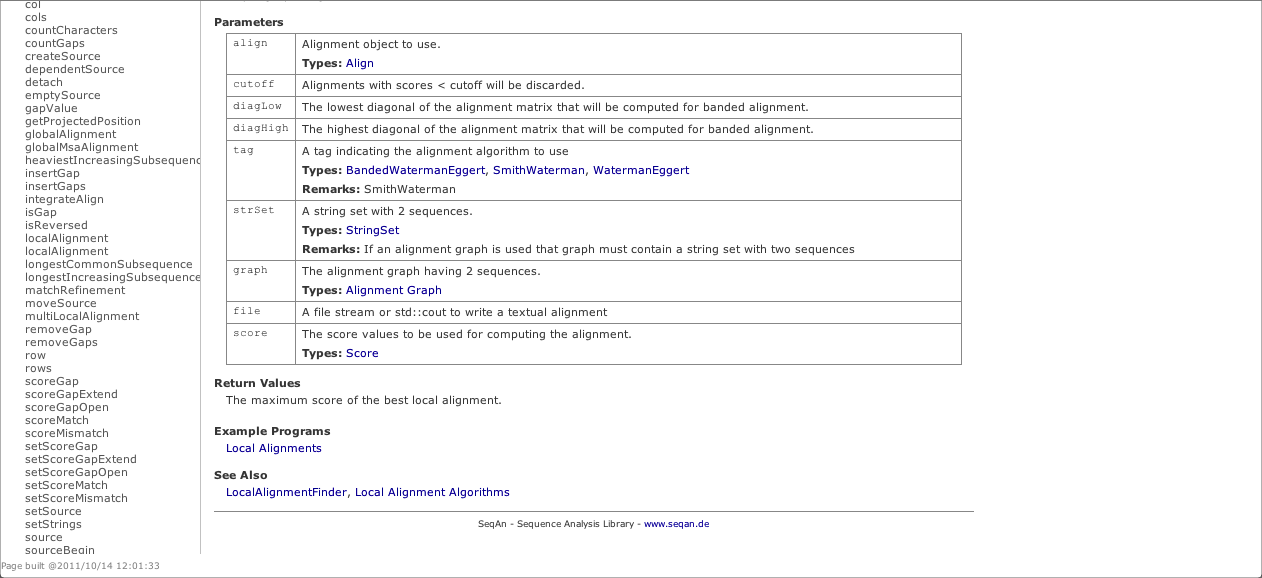 col
cols
countCharacters
countGaps
createSource
dependentSource
detach
emptySource
gapValue
getProjectedPosition
globalAlignment
globalMsaAlignment
heaviestIncreasingSubsequenc
insertGap
insertGaps
integrateAlign
isGap
isReversed
localAlignment
localAlignment
longestCommonSubsequence
longestIncreasingSubsequence
matchRefinement
moveSource
multiLocalAlignment
removeGap
removeGaps
row
rows
scoreGap
scoreGapExtend
scoreGapOpen
scoreMatch
scoreMismatch
setScoreGap
setScoreGapExtend
setScoreGapOpen
setScoreMatch
setScoreMismatch
setSource
setStrings
source
sourceBegin
Page built @2011/10/14 12:01:33
Parameters
align Alignment object to use.
Types: Align
cutoff Alignments with scores < cutoff will be discarded.
diagLow The lowest diagonal of the alignment matrix that will be computed for banded alignment.
diagHigh The highest diagonal of the alignment matrix that will be computed for banded alignment.
tag A tag indicating the alignment algorithm to use
Types: BandedWatermanEggert, SmithWaterman, WatermanEggert
Remarks: SmithWaterman
strSet A string set with 2 sequences.
Types: StringSet
Remarks: If an alignment graph is used that graph must contain a string set with two sequences
graph The alignment graph having 2 sequences.
Types: Alignment Graph
file A file stream or std::cout to write a textual alignment
score The score values to be used for computing the alignment.
Types: Score
Return Values
The maximum score of the best local alignment.
Example Programs
Local Alignments
See Also
LocalAlignmentFinder, Local Alignment Algorithms
SeqAn - Sequence Analysis Library - www.seqan.de